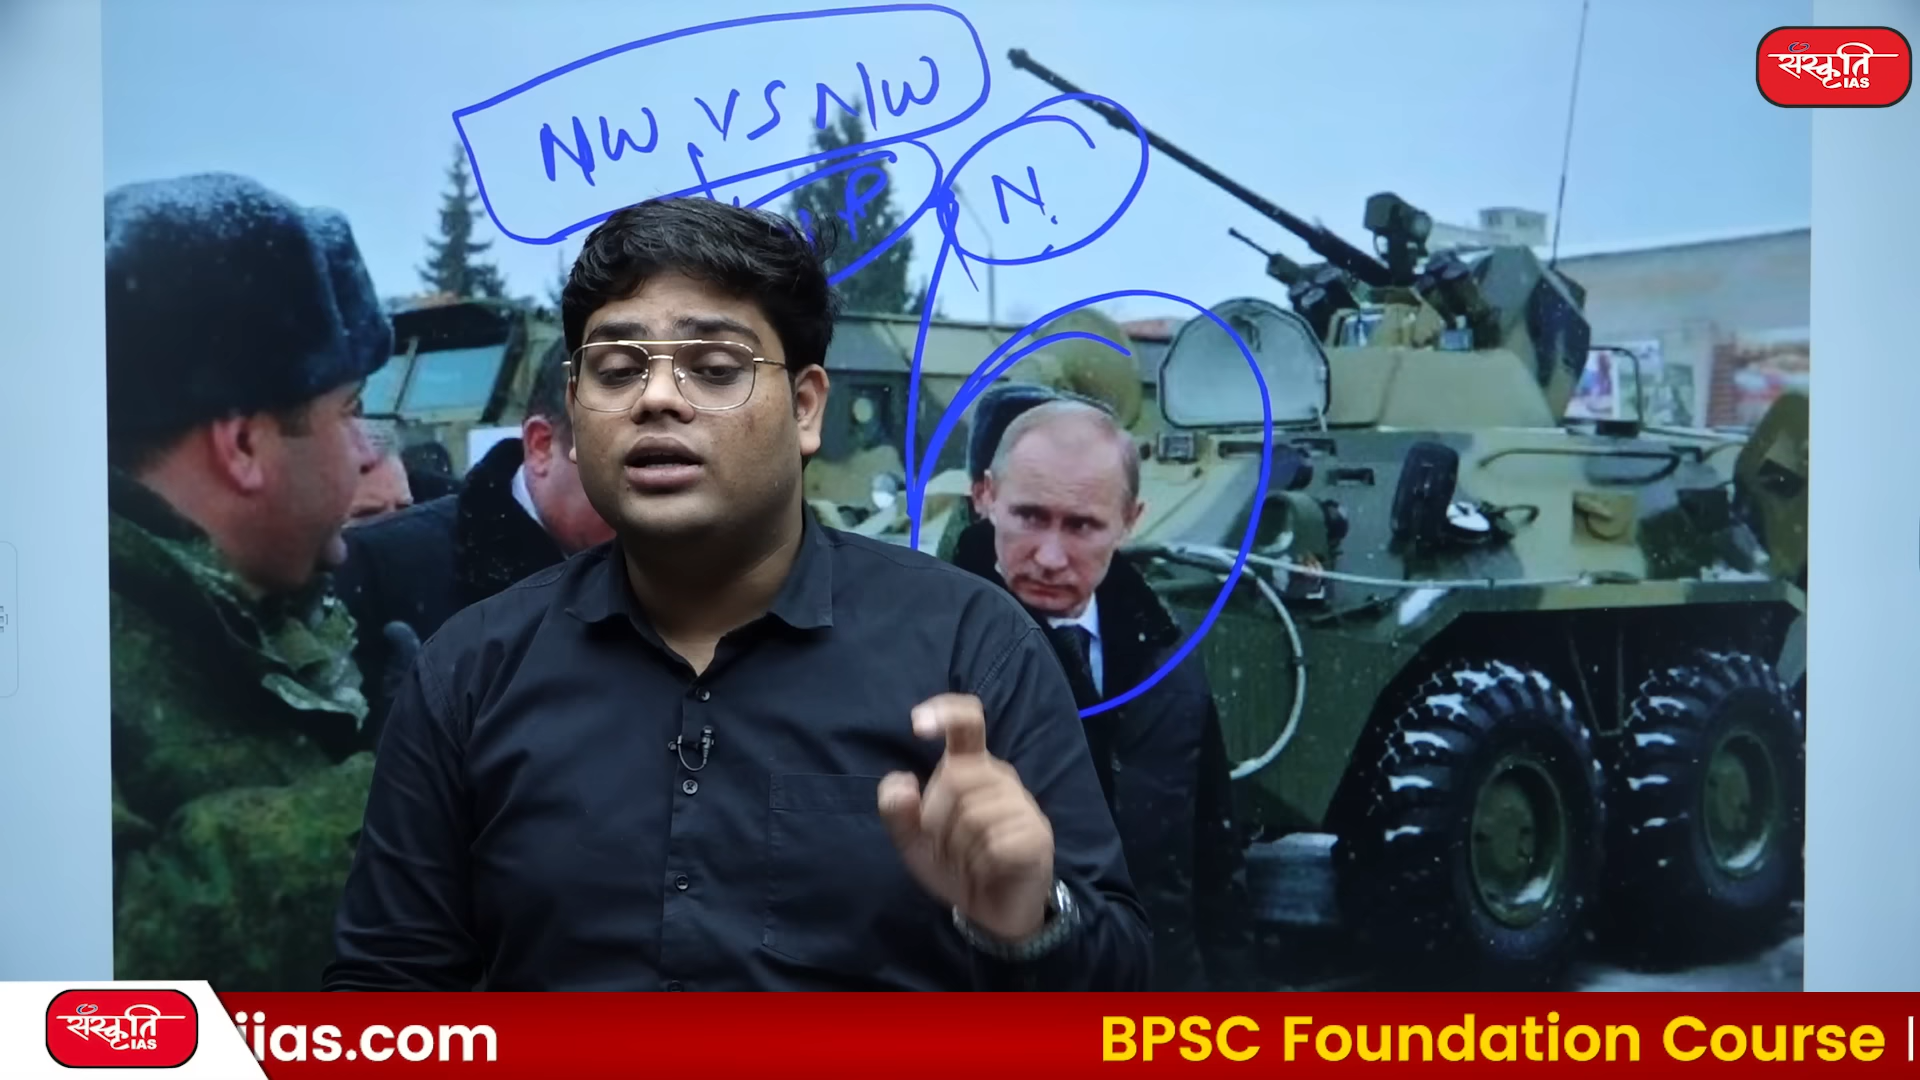 संस्कृति
IAS
NW VS NW
N.
संस्कृति
IAS
iias.com
BPSC Foundation Course |